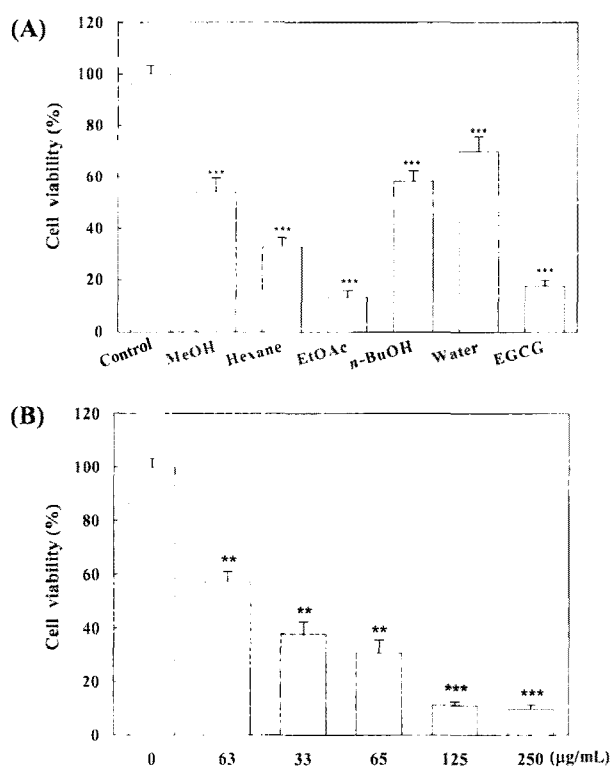 (A)
120
100
80
60
40
20
0
Cell viability (%)
***
***
***
***
***
***
Control
MeOH
Hexane
EtOAc
n-BuOH
Water
EGCG
(B)
120
100
80
60
40
20
0
Cell viability (%)
**
**
**
***
***
0 63 33 65 125 250 (μg/mL)